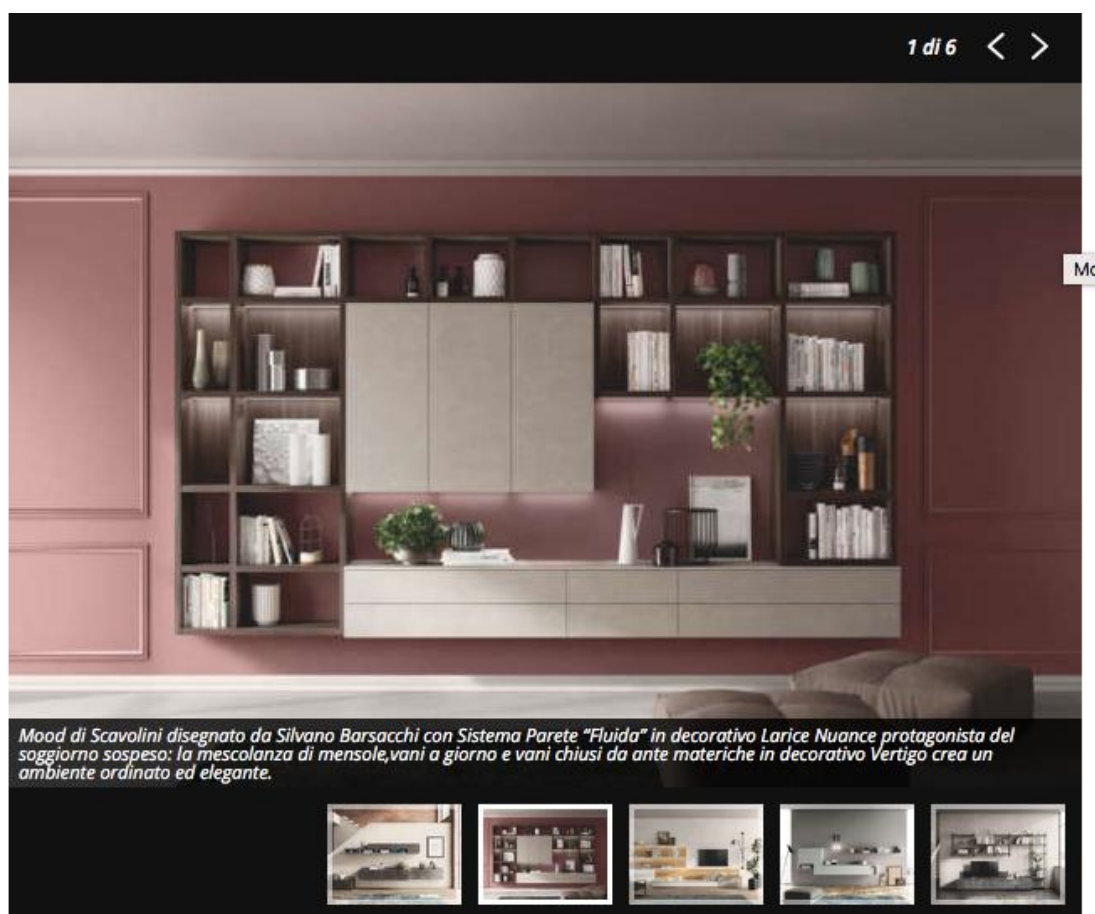 1 di 6
Mo
Mood di Scavolini disegnato da Silvano Barsacchi con Sistema Parete “Fluida” in decorativo Larice Nuance protagonista del
soggiorno sospeso: la mescolanza di mensole,vani a giorno e vani chiusi da ante materiche in decorativo Vertigo crea un
ambiente ordinato ed elegante.